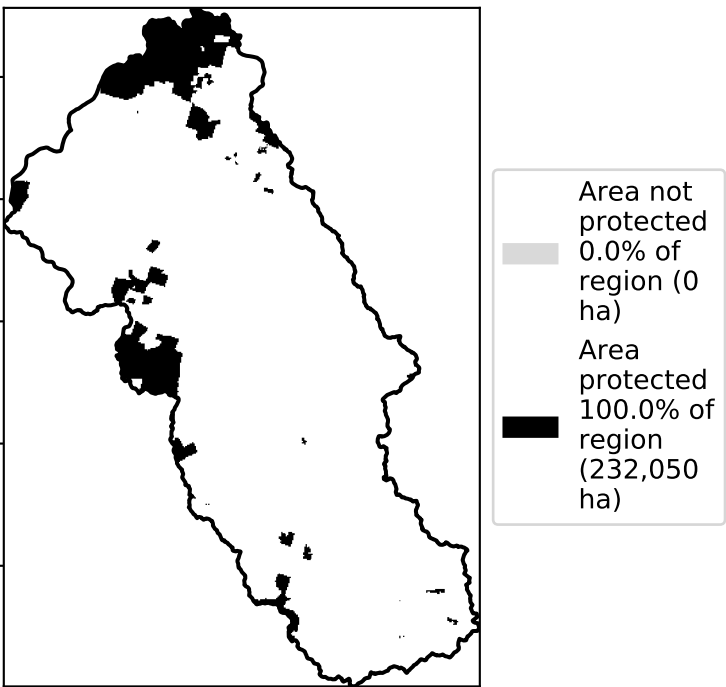 Area not
protected
0.0% of
region (0
ha)
Area
protected
100.0% of
region
(232,050
ha)